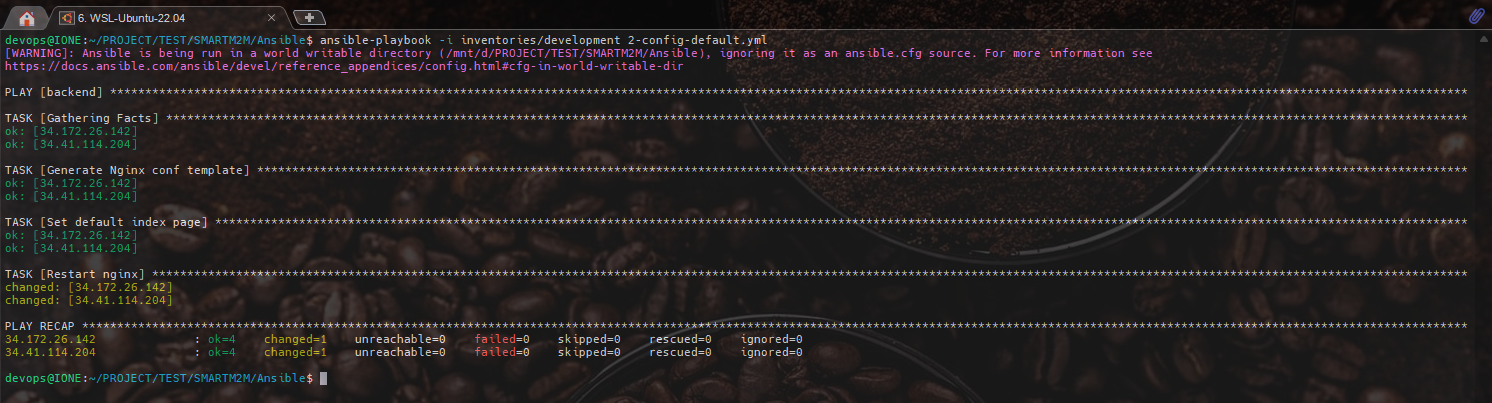 6. WSL-Ubuntu-22.04
devops@IONE:~/PROJECT/TEST/SMARTM2M/Ansible$ ansible-playbook -i inventories/development 2-config-default.yml
[WARNING]: Ansible is being run in a world writable directory (/mnt/d/PROJECT/TEST/SMARTM2M/Ansible), ignoring it as an ansible.cfg source. For more information see
https://docs.ansible.com/ansible/devel/reference_appendices/config.html#cfg-in-world-writable-dir
PLAY [backend] ****************************************************************************************************
TASK [Gathering Facts] ****************************************************************************************************
ok: [34.172.26.142]
ok: [34.41.114.204]
TASK [Generate Nginx conf template] ****************************************************************************************************
ok: [34.172.26.142]
ok: [34.41.114.204]
TASK [Set default index page] ****************************************************************************************************
ok: [34.172.26.142]
ok: [34.41.114.204]
TASK [Restart nginx] ****************************************************************************************************
changed: [34.172.26.142]
changed: [34.41.114.204]
PLAY RECAP ****************************************************************************************************
34.172.26.142 : ok=4 changed=1 unreachable=0 failed=0 skipped=0 rescued=0 ignored=0
34.41.114.204 : ok=4 changed=1 unreachable=0 failed=0 skipped=0 rescued=0 ignored=0
devops@IONE:~/PROJECT/TEST/SMARTM2M/Ansible$